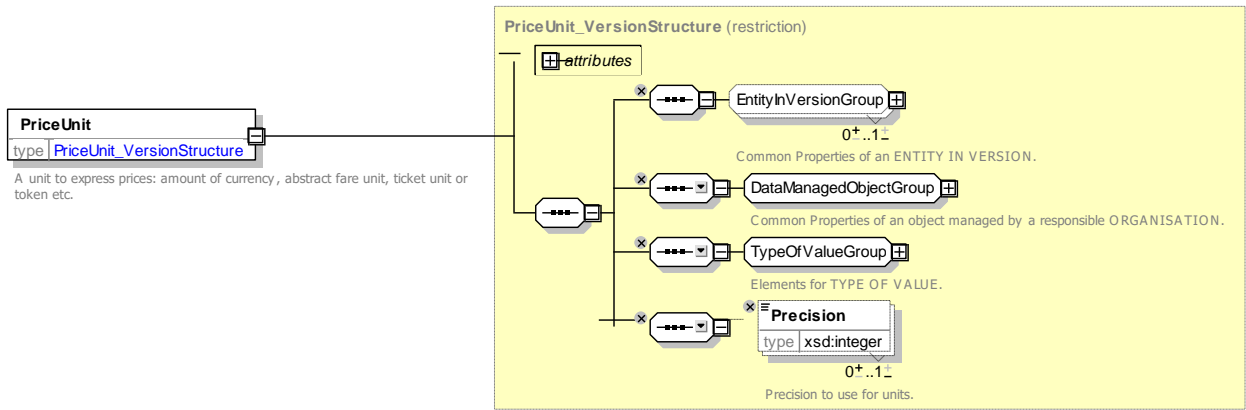 PriceUnit_VersionStructure (restriction)
attributes
EntityInVersionGroup
0..1
Common Properties of an ENTITY IN VERSION.
PriceUnit
type PriceUnit_VersionStructure
A unit to express prices: amount of currency, abstract fare unit, ticket unit or
token etc.
DataManagedObjectGroup
Common Properties of an object managed by a responsible ORGANISATION.
TypeOfValueGroup
Elements for TYPE OF VALUE.
Precision
type xsd:integer
0..1
Precision to use for units.